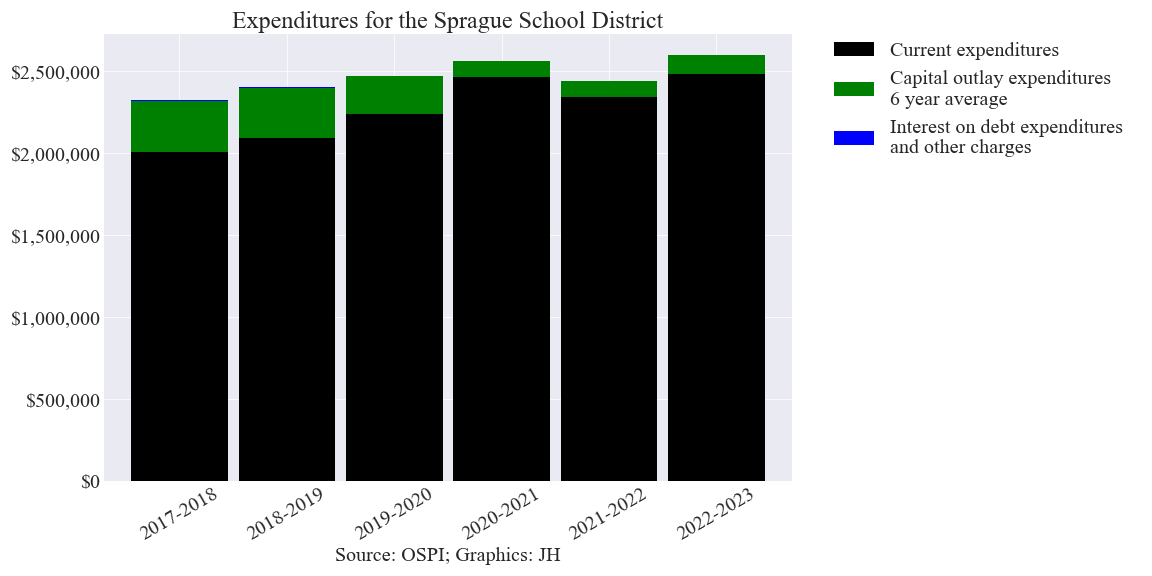 Expenditures for the Sprague School District
Current expenditures
Capital outlay expenditures
6 year average
Interest on debt expenditures
and other charges
$2,500,000
$2,000,000
$1,500,000
$1,000,000
$500,000
$0
2017-2018
2018-2019
2019-2020
2020-2021
2021-2022
2022-2023
Source: OSPI; Graphics: JH